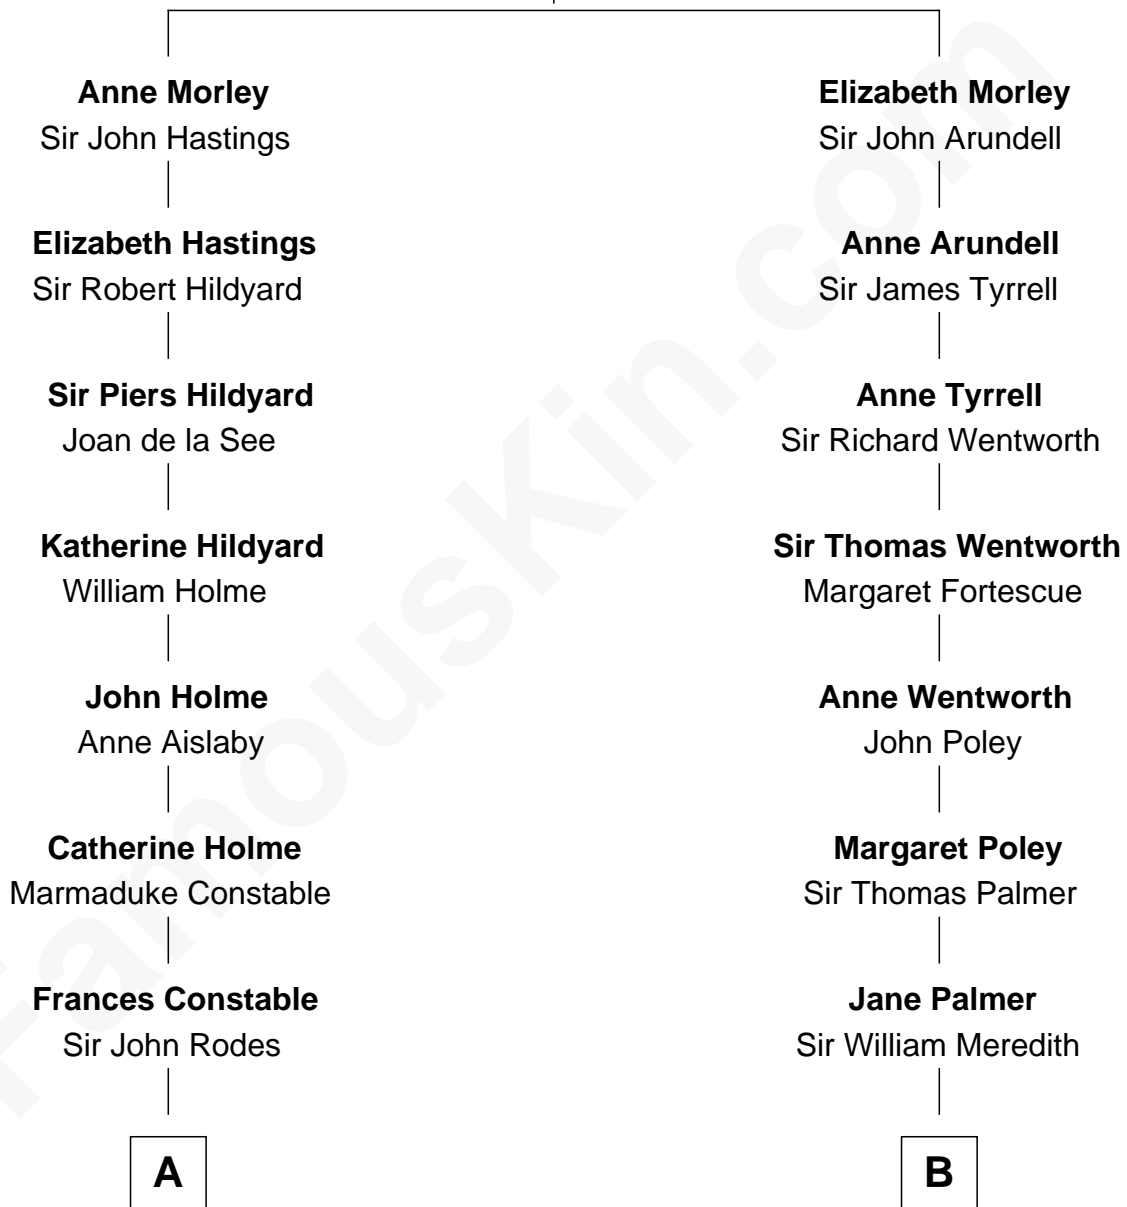 Anne Morley
Sir John Hastings
Elizabeth Hastings
Sir Robert Hildyard
Sir Piers Hildyard
Joan de la See
Katherine Hildyard
William Holme
John Holme
Anne Aislaby
Catherine Holme
Marmaduke Constable
Frances Constable
Sir John Rodes
A
Elizabeth Morley
Sir John Arundell
Anne Arundell
Sir James Tyrrell
Anne Tyrrell
Sir Richard Wentworth
Sir Thomas Wentworth
Margaret Fortescue
Anne Wentworth
John Poley
Margaret Poley
Sir Thomas Palmer
Jane Palmer
Sir William Meredith
B
FamousKin.com